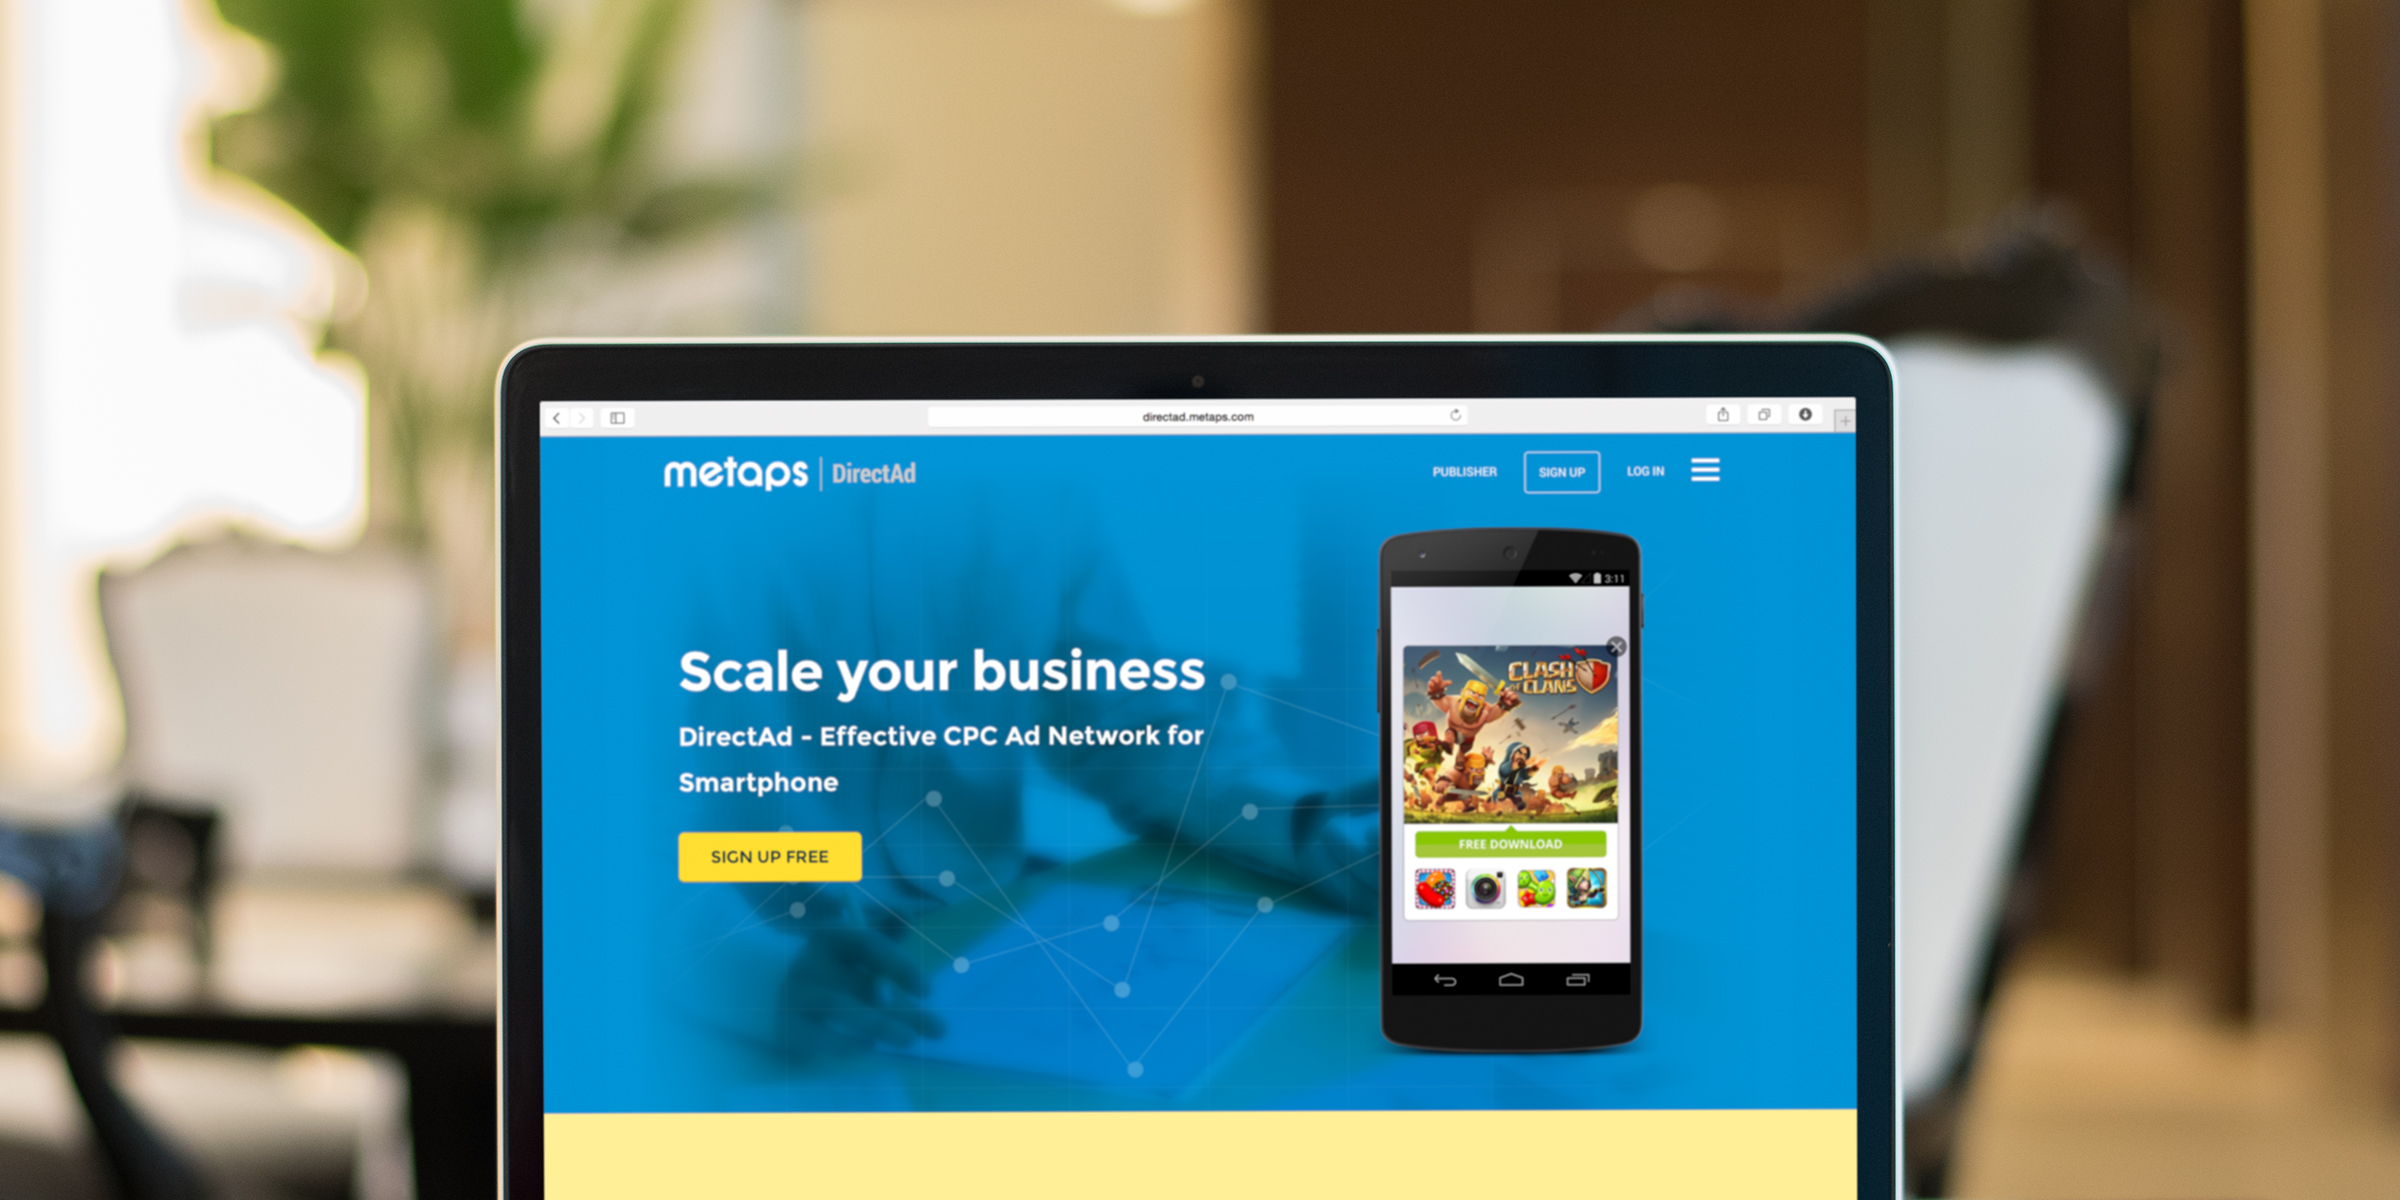 directad.metaps.com
metaps | DirectAd
PUBLISHER
SIGN UP
LOG IN
3:11
Scale your business
DirectAd - Effective CPC Ad Network for
Smartphone
SIGN UP FREE
CLASH
OF CLANS
FREE DOWNLOAD